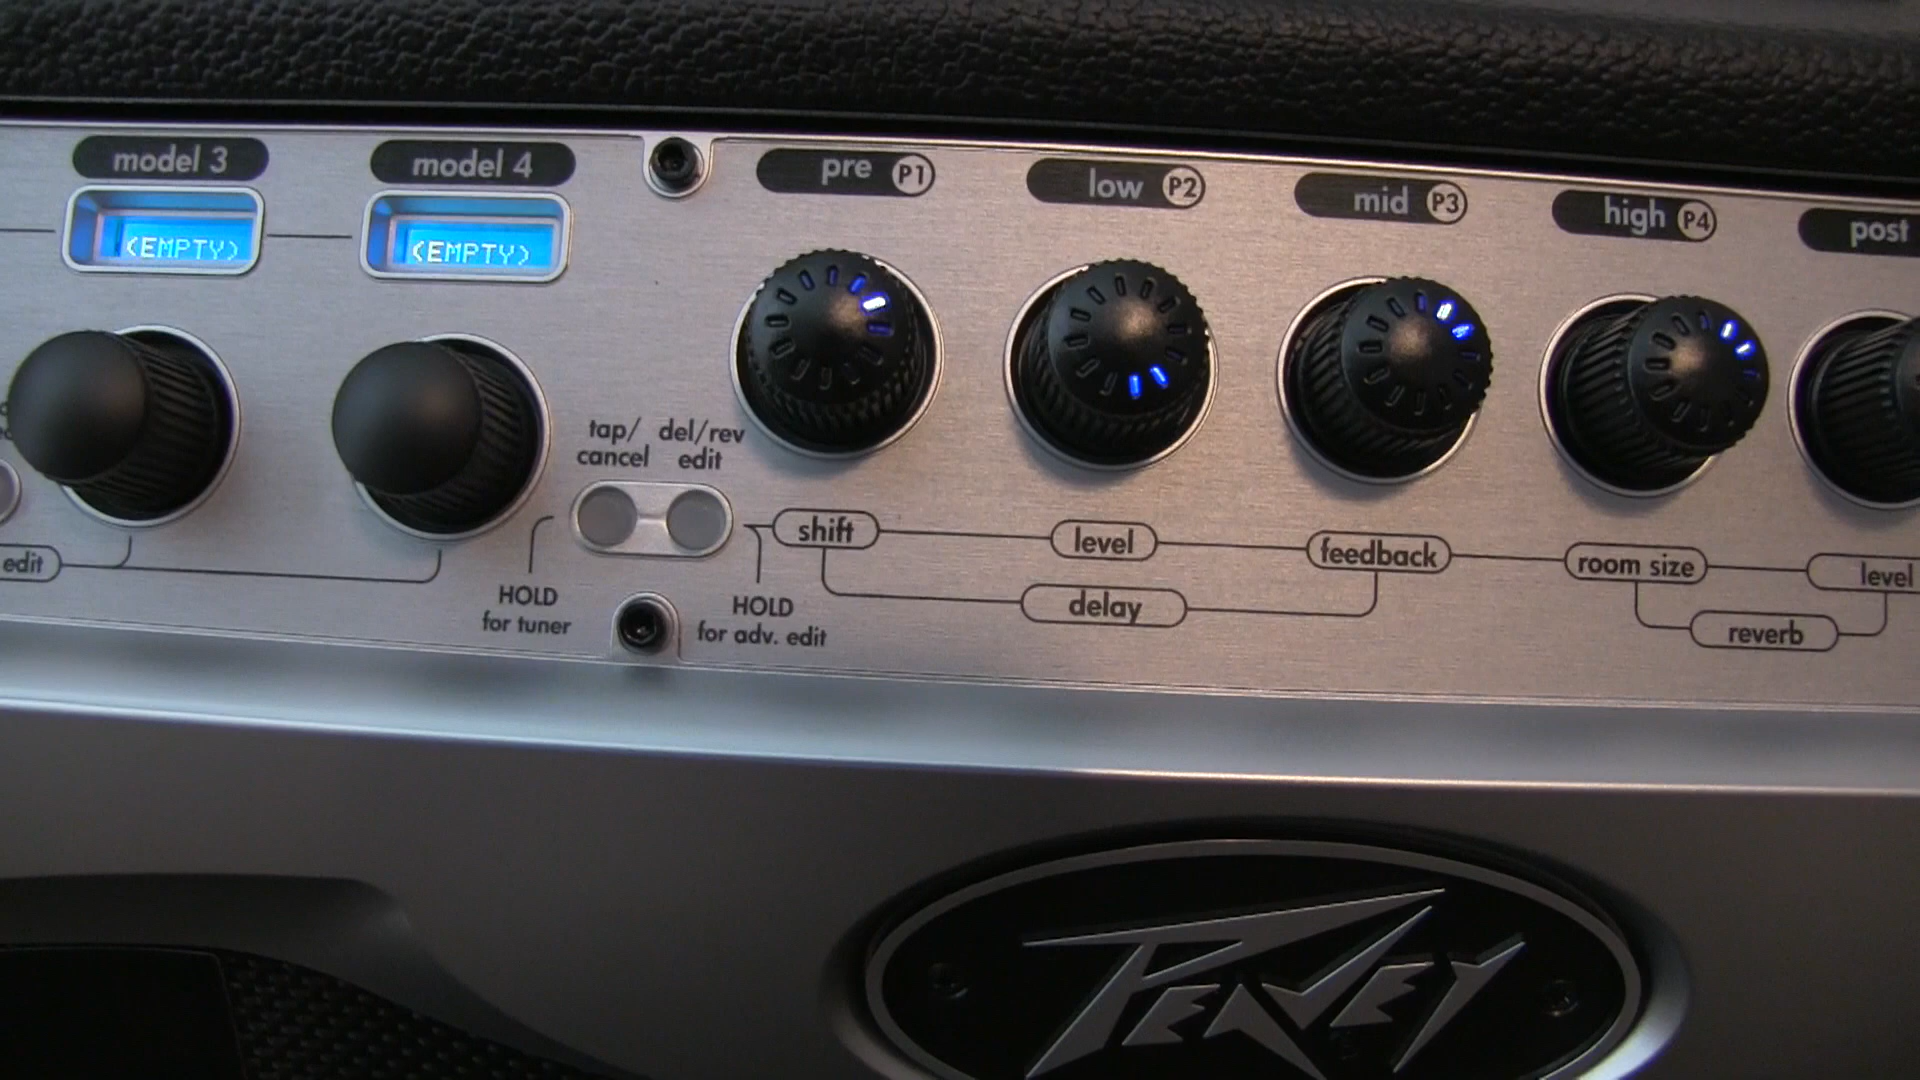 model 3
model 4
pre P1
low P2
mid P3
high P4
post
(EMPTY)
(EMPTY)
tap/
cancel
del/rev
edit
shift
level
feedback
room size
level
edit
HOLD
for tuner
HOLD
for adv. edit
delay
reverb
PEAVEY